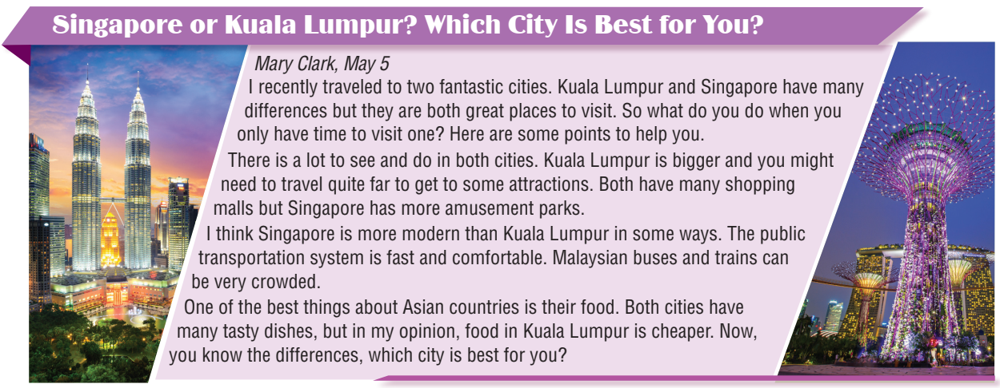 Singapore or Kuala Lumpur? Which City Is Best for You?
Mary Clark, May 5
I recently traveled to two fantastic cities. Kuala Lumpur and Singapore have many
differences but they are both great places to visit. So what do you do when you
only have time to visit one? Here are some points to help you.
There is a lot to see and do in both cities. Kuala Lumpur is bigger and you might
need to travel quite far to get to some attractions. Both have many shopping
malls but Singapore has more amusement parks.
I think Singapore is more modern than Kuala Lumpur in some ways. The public
transportation system is fast and comfortable. Malaysian buses and trains can
be very crowded.
One of the best things about Asian countries is their food. Both cities have
many tasty dishes, but in my opinion, food in Kuala Lumpur is cheaper. Now,
you know the differences, which city is best for you?